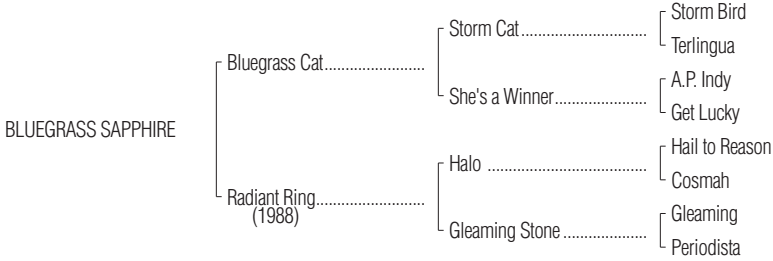 Storm Bird
Storm Cat..............................
Terlingua
Bluegrass Cat........................
A.P. Indy
She's a Winner......................
Get Lucky
BLUEGRASS SAPPHIRE
Hail to Reason
Halo ......................................
Cosmah
Radiant Ring..........................
(1988)
Gleaming
Gleaming Stone ....................
Periodista